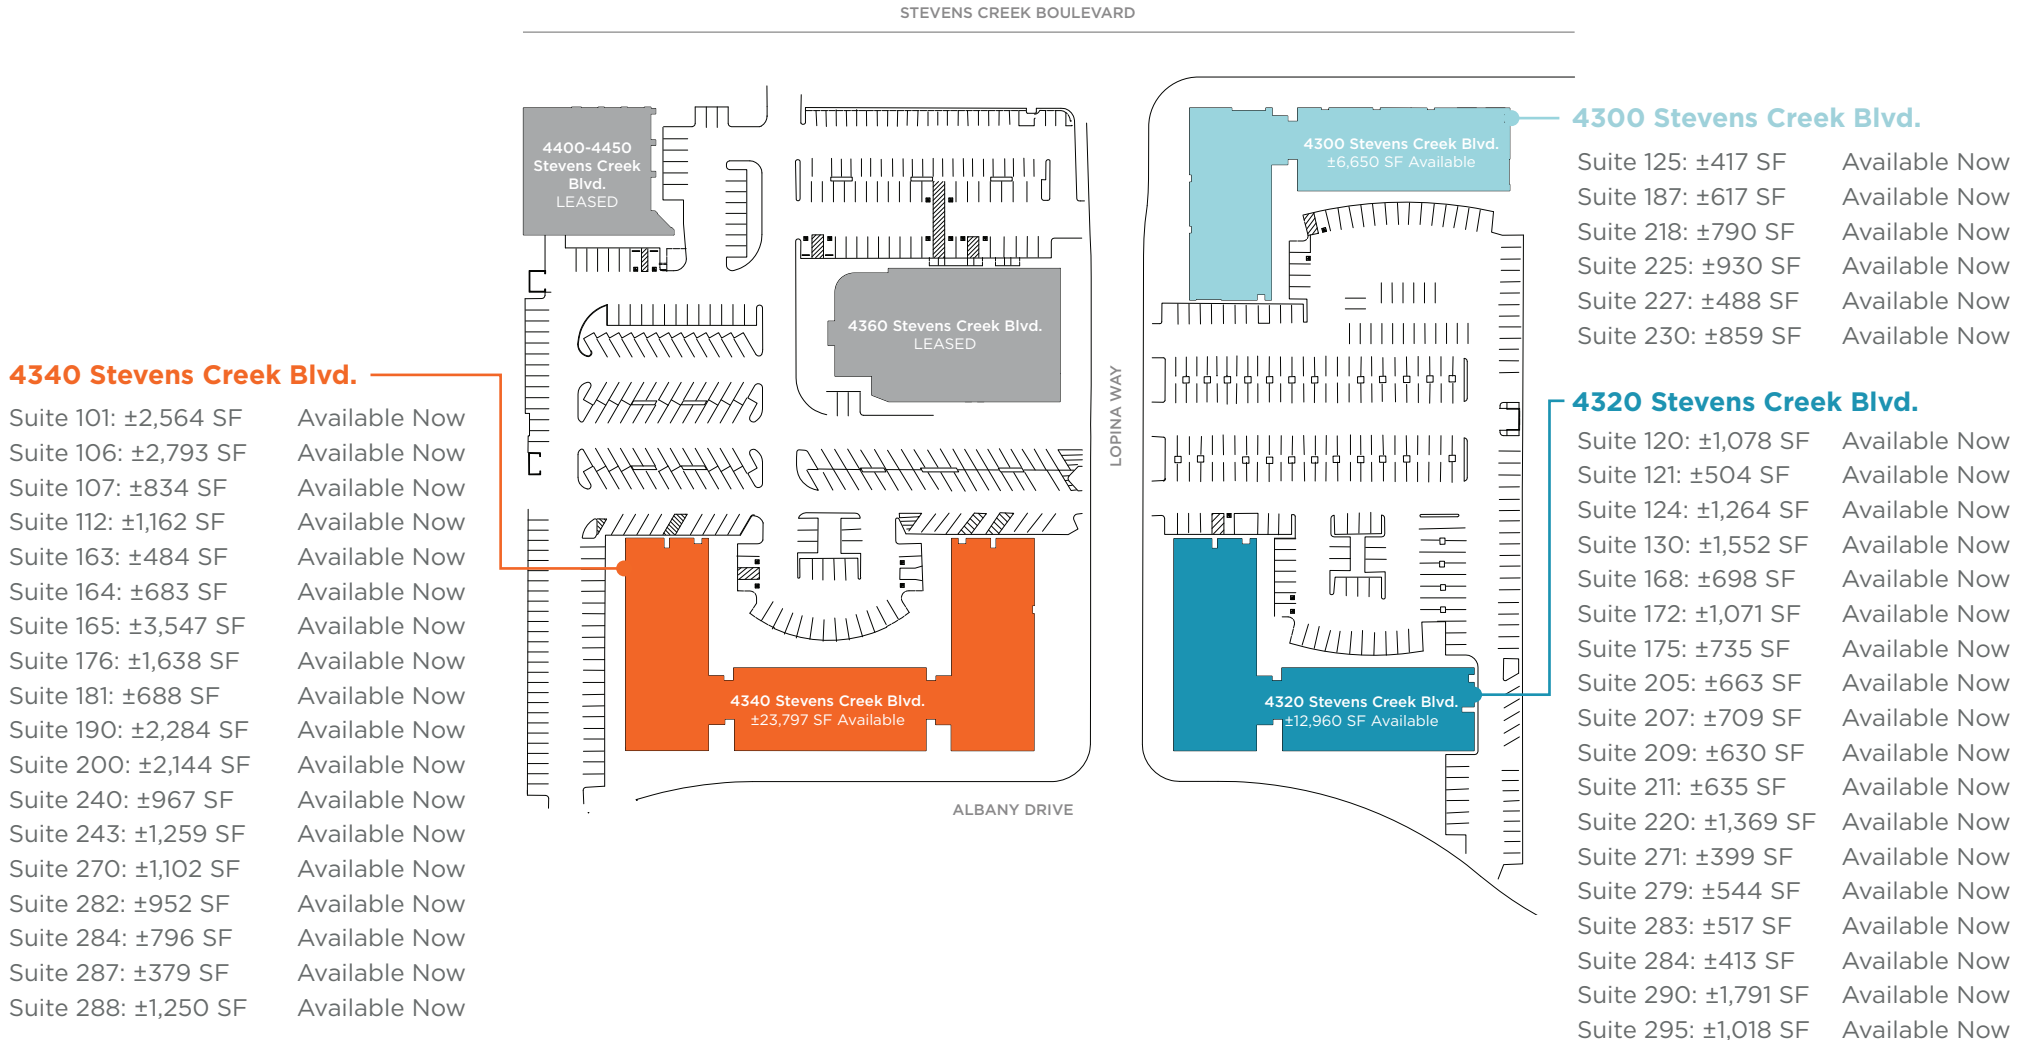 STEVENS CREEK BOULEVARD
4400-4450
Stevens Creek
Blvd.
LEASED
4360 Stevens Creek Blvd.
LEASED
4300 Stevens Creek Blvd.
±6,650 SF Available
4340 Stevens Creek Blvd.
±23,797 SF Available
4320 Stevens Creek Blvd.
±12,960 SF Available
LOPINA WAY
ALBANY DRIVE
4340 Stevens Creek Blvd.
Suite 101: ±2,564 SF Available Now
Suite 106: ±2,793 SF Available Now
Suite 107: ±834 SF Available Now
Suite 112: ±1,162 SF Available Now
Suite 163: ±484 SF Available Now
Suite 164: ±683 SF Available Now
Suite 165: ±3,547 SF Available Now
Suite 176: ±1,638 SF Available Now
Suite 181: ±688 SF Available Now
Suite 190: ±2,284 SF Available Now
Suite 200: ±2,144 SF Available Now
Suite 240: ±967 SF Available Now
Suite 243: ±1,259 SF Available Now
Suite 270: ±1,102 SF Available Now
Suite 282: ±952 SF Available Now
Suite 284: ±796 SF Available Now
Suite 287: ±379 SF Available Now
Suite 288: ±1,250 SF Available Now
4300 Stevens Creek Blvd.
Suite 125: ±417 SF Available Now
Suite 187: ±617 SF Available Now
Suite 218: ±790 SF Available Now
Suite 225: ±930 SF Available Now
Suite 227: ±488 SF Available Now
Suite 230: ±859 SF Available Now
4320 Stevens Creek Blvd.
Suite 120: ±1,078 SF Available Now
Suite 121: ±504 SF Available Now
Suite 124: ±1,264 SF Available Now
Suite 130: ±1,552 SF Available Now
Suite 168: ±698 SF Available Now
Suite 172: ±1,071 SF Available Now
Suite 175: ±735 SF Available Now
Suite 205: ±663 SF Available Now
Suite 207: ±709 SF Available Now
Suite 209: ±630 SF Available Now
Suite 211: ±635 SF Available Now
Suite 220: ±1,369 SF Available Now
Suite 271: ±399 SF Available Now
Suite 279: ±544 SF Available Now
Suite 283: ±517 SF Available Now
Suite 284: ±413 SF Available Now
Suite 290: ±1,791 SF Available Now
Suite 295: ±1,018 SF Available Now